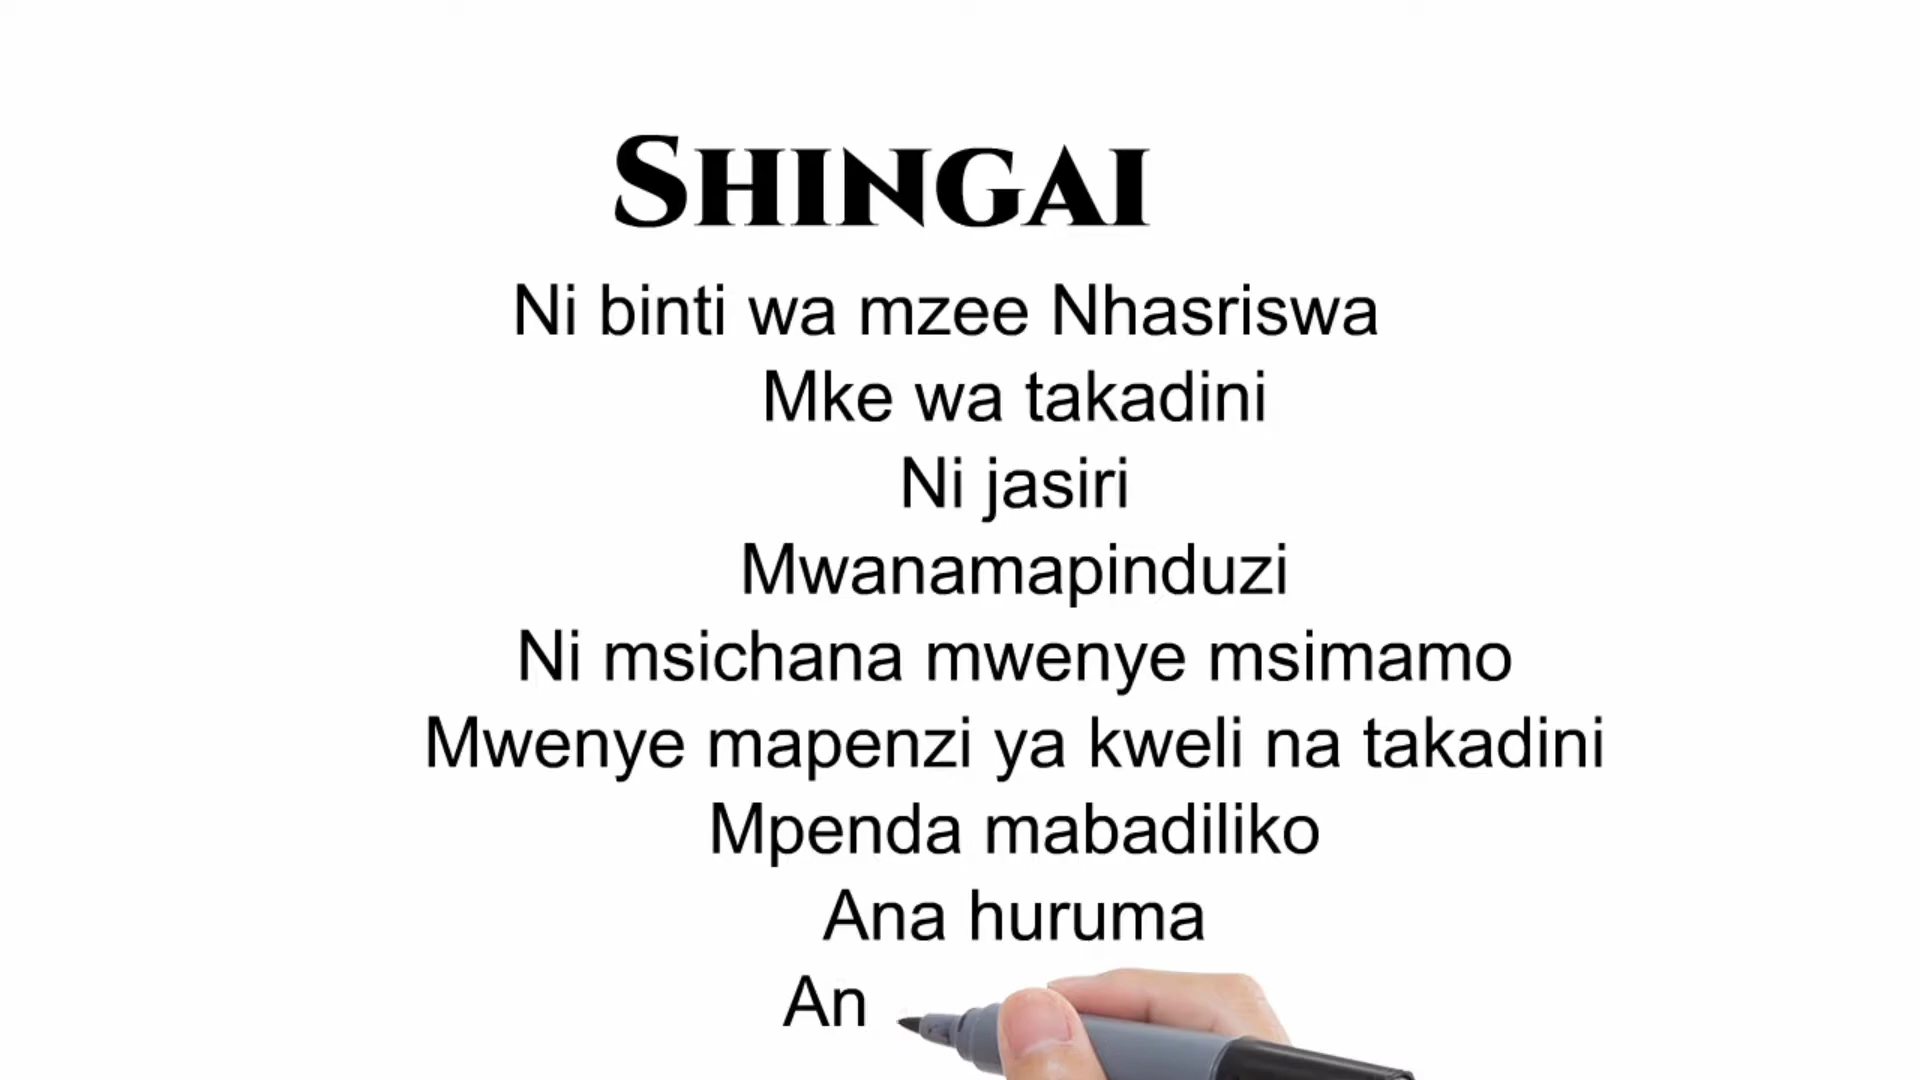 SHINGAI
Ni binti wa mzee Nhasriswa
Mke wa takadini
Ni jasiri
Mwanamapinduzi
Ni msichana mwenye msimamo
Mwenye mapenzi ya kweli na takadini
Mpenda mabadiliko
Ana huruma
An